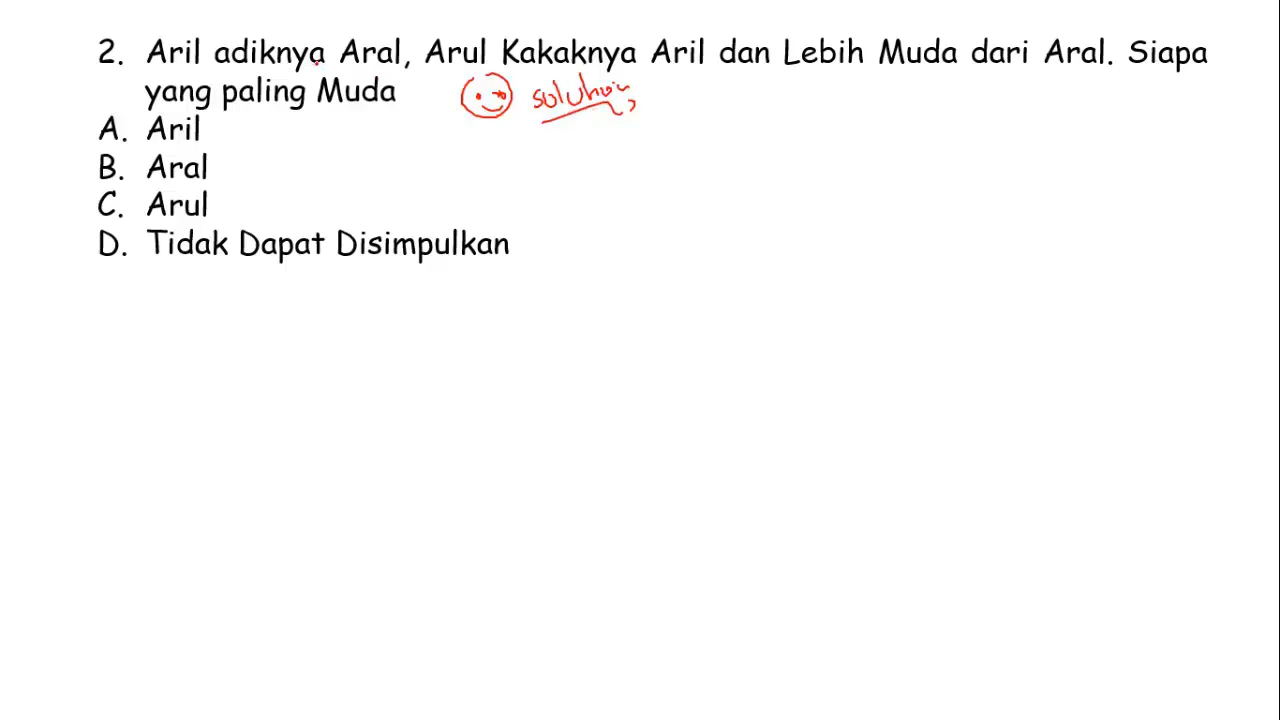 2. Aril adiknya Aral, Arul Kakaknya Aril dan Lebih Muda dari Aral. Siapa
yang paling Muda
A. Aril
B. Aral
C. Arul
D. Tidak Dapat Disimpulkan